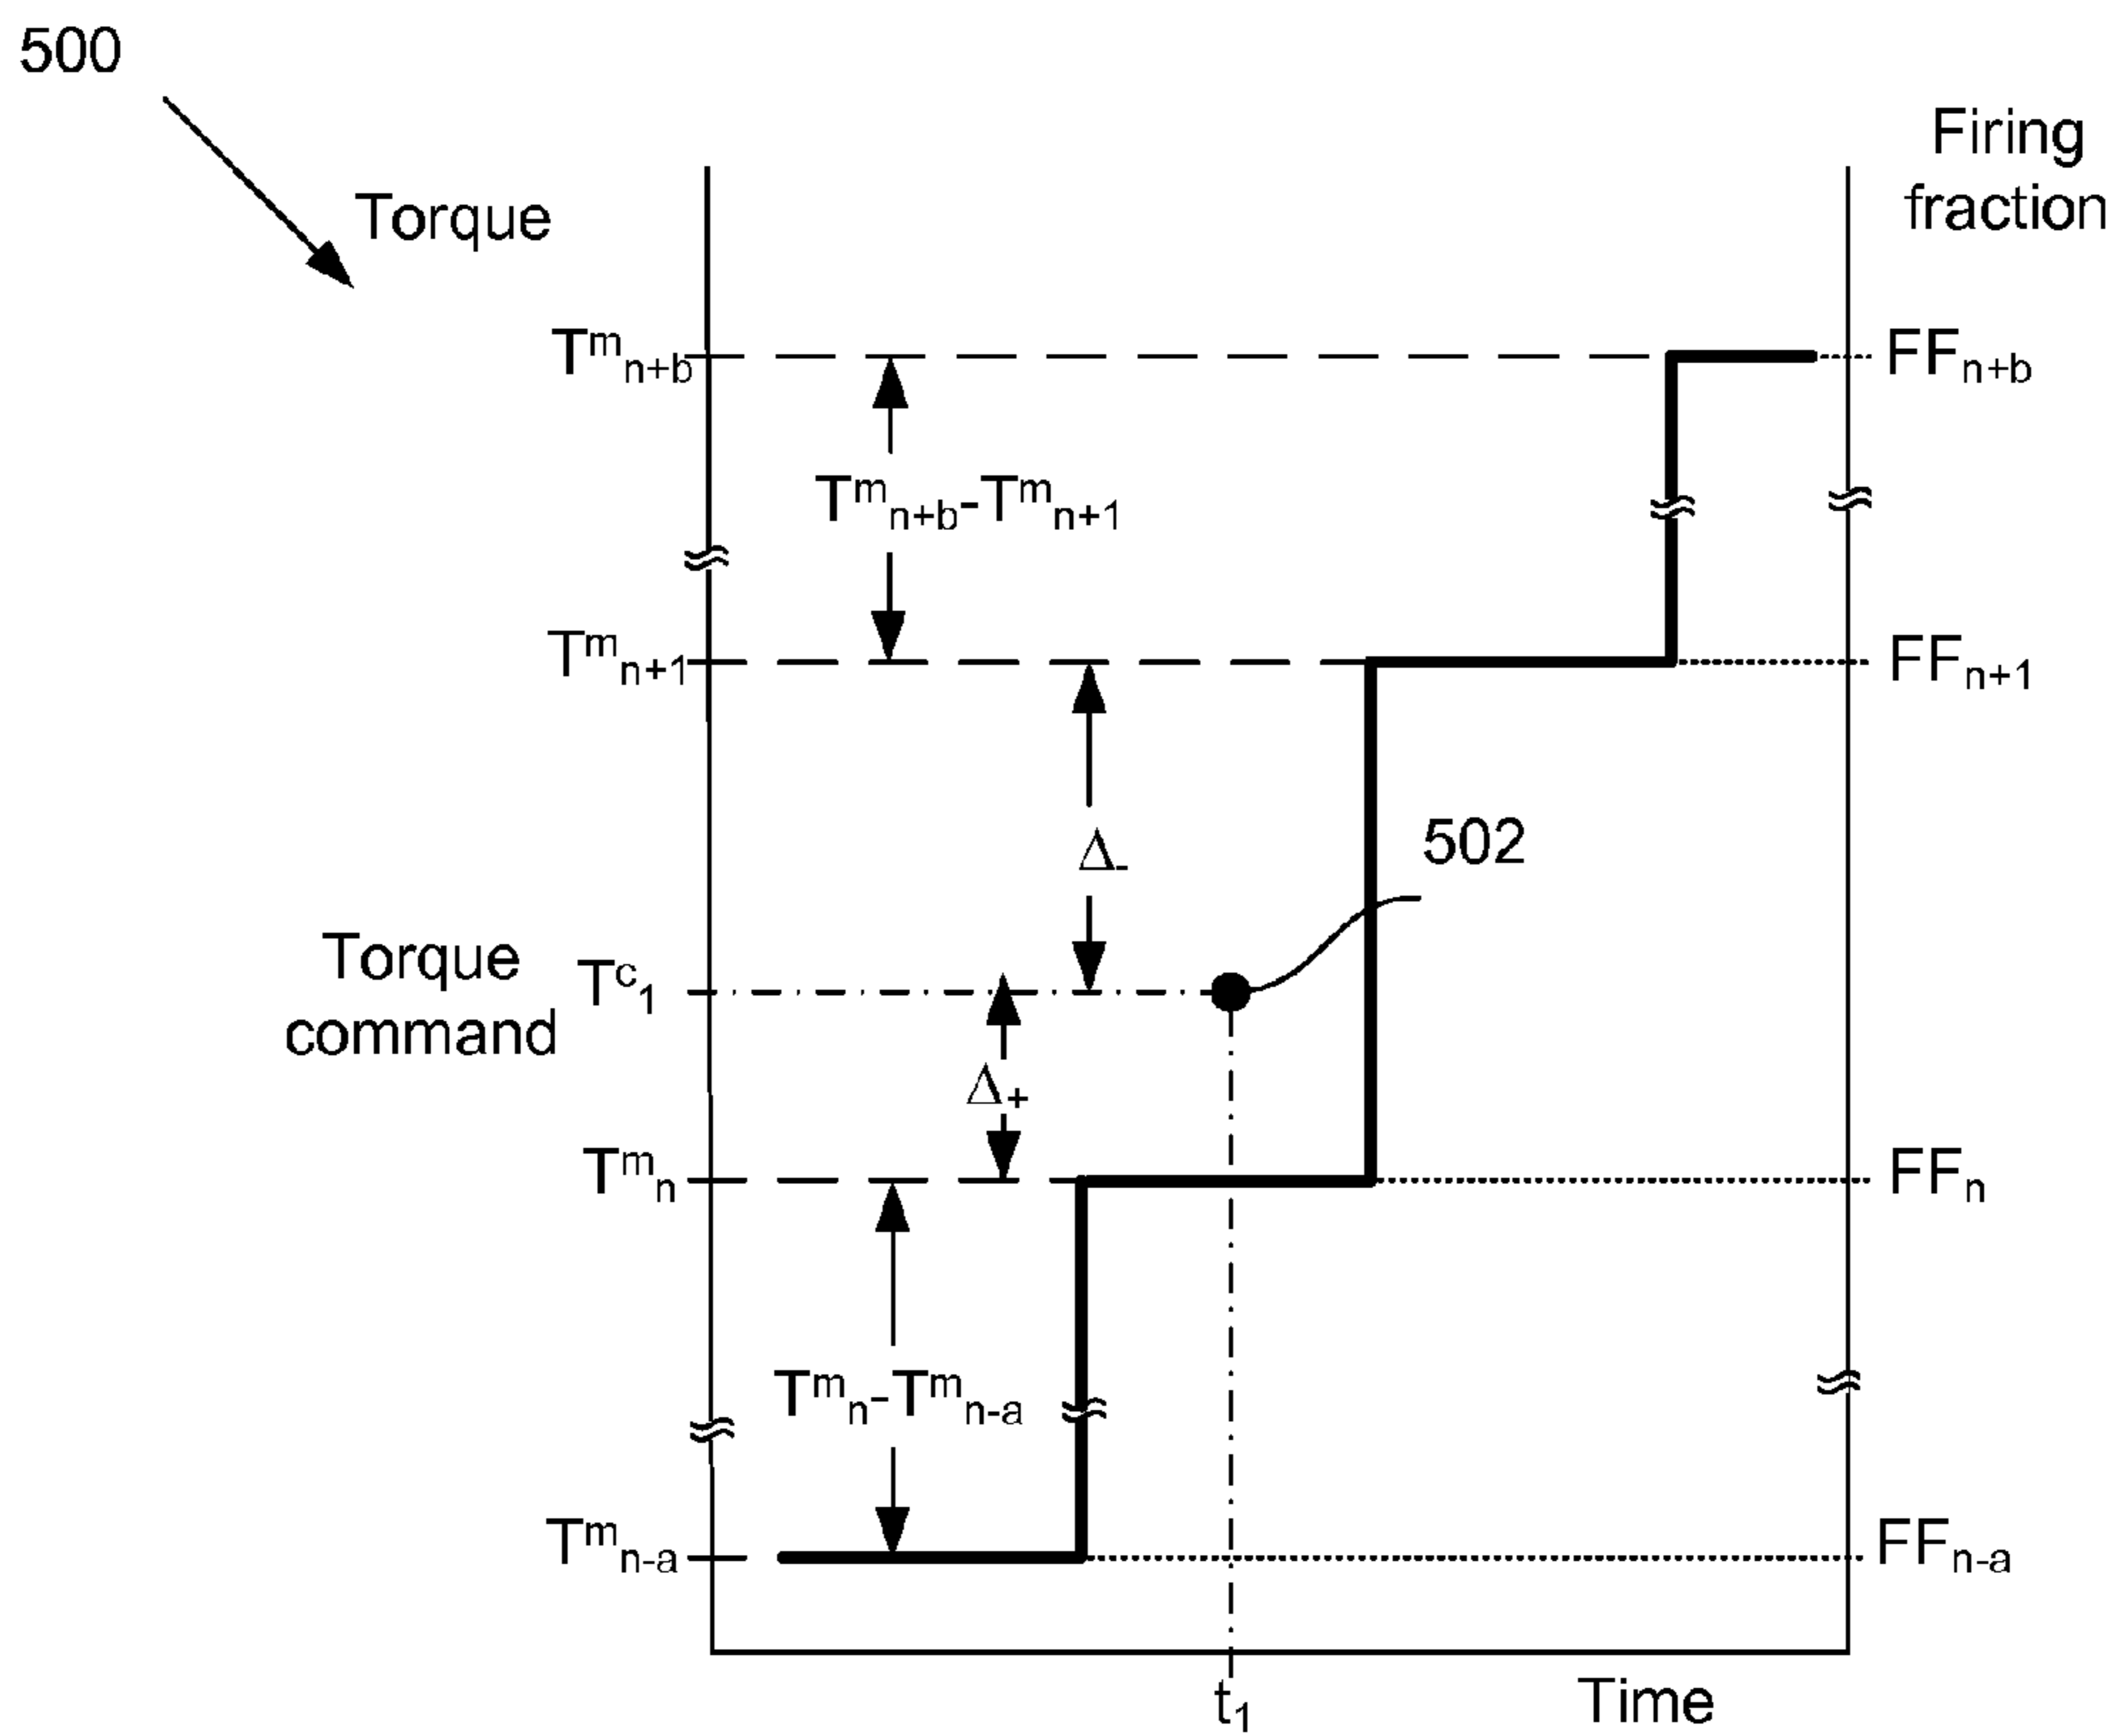 500
Firing
fraction
Torque
Tᵐₙ₊b
FFₙ₊b
Tᵐₙ₊b-Tᵐₙ₊₁
Tᵐₙ₊₁
FFₙ₊₁
Δ₋
502
Torque
command
Tᶜ₁
Δ₊
Tᵐₙ
FFₙ
Tᵐₙ-Tᵐₙ₋ₐ
Tᵐₙ₋ₐ
FFₙ₋ₐ
t₁
Time